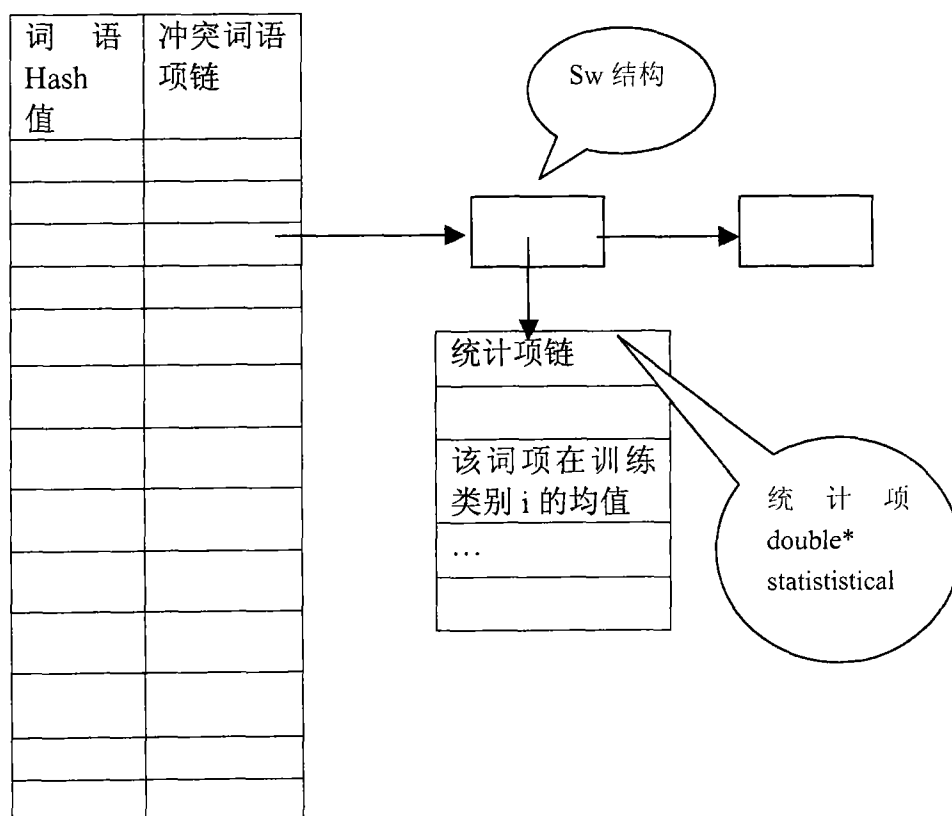 词 语
Hash
值
冲突词语
项链
Sw 结构
统计项链
该词项在训练
类别 i 的均值
…
统 计 项
double*
statististical